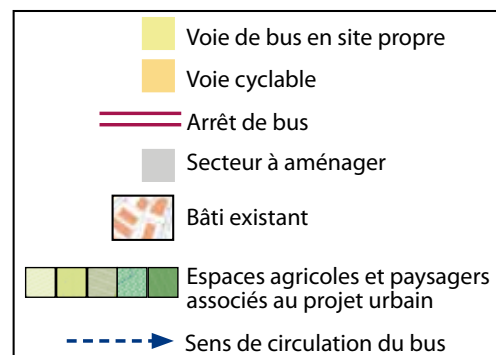 Voie de bus en site propre
Voie cyclable
Arrêt de bus
Secteur à aménager
Bâti existant
Espaces agricoles et paysagers
associés au projet urbain
Sens de circulation du bus